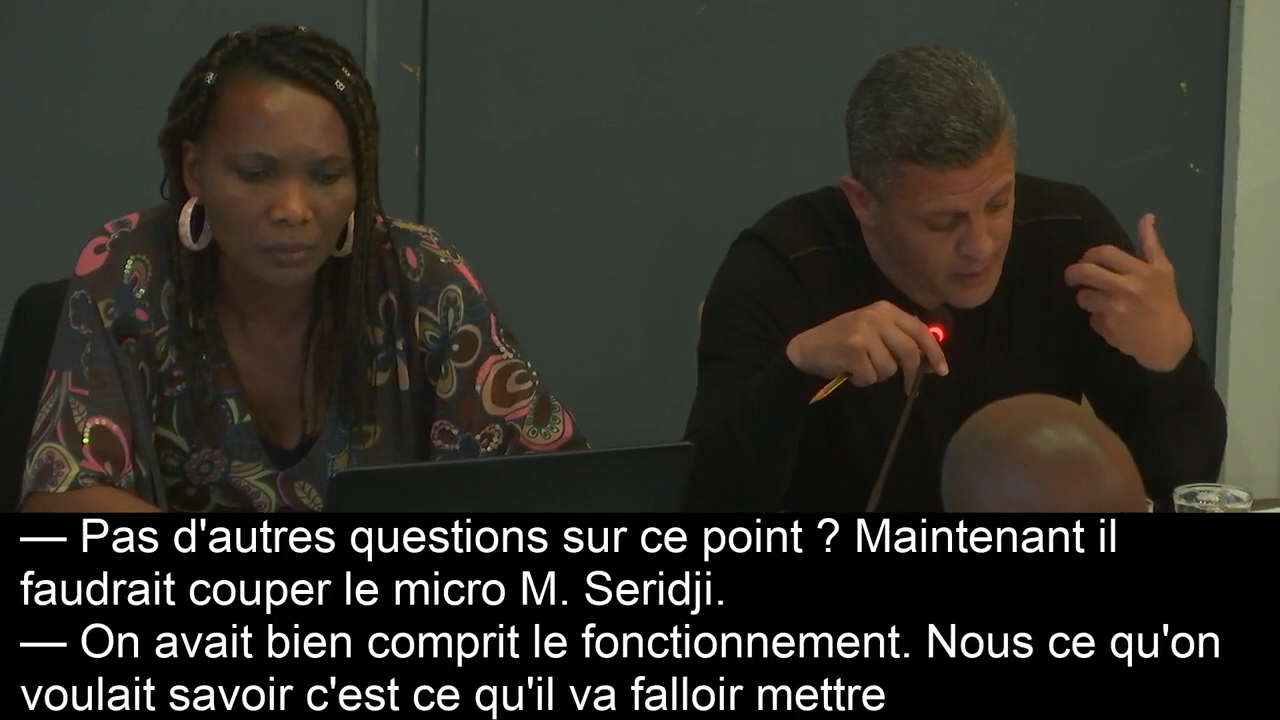 — Pas d'autres questions sur ce point ? Maintenant il
faudrait couper le micro M. Seridji.
— On avait bien comprit le fonctionnement. Nous ce qu'on
voulait savoir c'est ce qu'il va falloir mettre